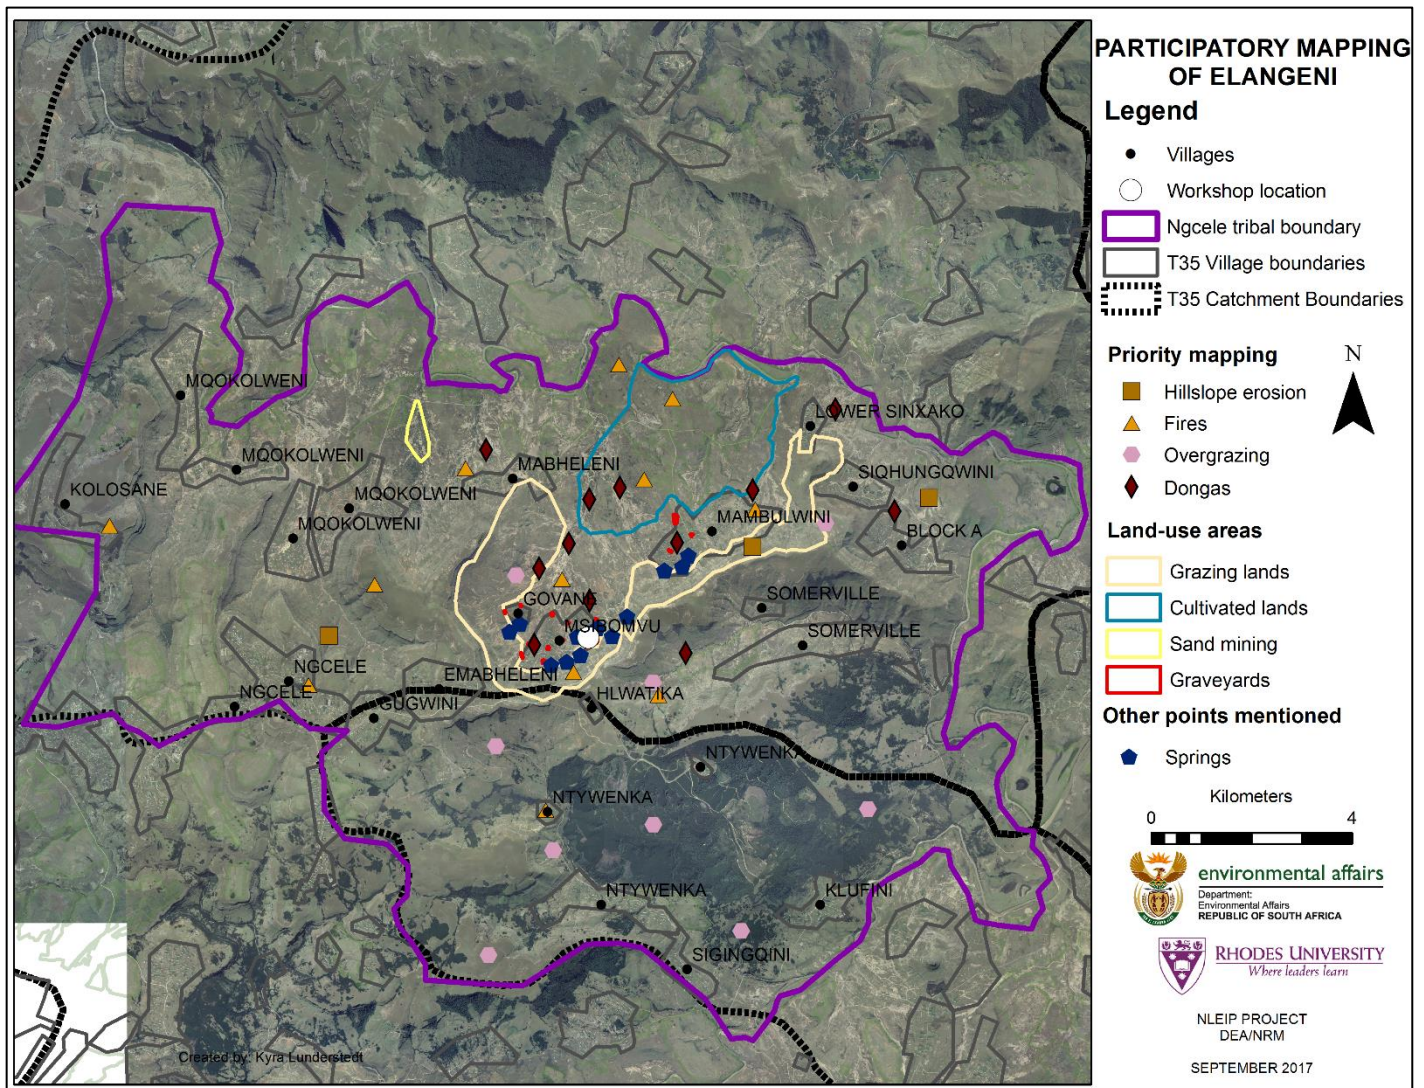 PARTICIPATORY MAPPING
OF ELANGENI
Legend
Villages
Workshop location
Ngcele tribal boundary
T35 Village boundaries
T35 Catchment Boundaries
Priority mapping
N
Hillslope erosion
Fires
Overgrazing
Dongas
Land-use areas
Grazing lands
Cultivated lands
Sand mining
Graveyards
Other points mentioned
Springs
Kilometers
0 4
environmental affairs
Department:
Environmental Affairs
REPUBLIC OF SOUTH AFRICA
RHODES UNIVERSITY
Where leaders learn
NLEIP PROJECT
DEA/NRM
SEPTEMBER 2017
MQOKOLWENI
LOWER SINXAKO
MQOKOLWENI
MABHELENI
SIQHUNGQWINI
KOLOSANE
MQOKOLWENI
MQOKOLWENI
MAMBULWINI
BLOCK A
GOVAN
SOMERVILLE
MSIBOMVU
SOMERVILLE
NGCELE
EMABHELENI
NGCELE
GUGWINI
HLWATIKA
NTYWENKA
NTYWENKA
NTYWENKA
KLUFINI
SIGINGQINI
Created by: Kyra Lunderstedt